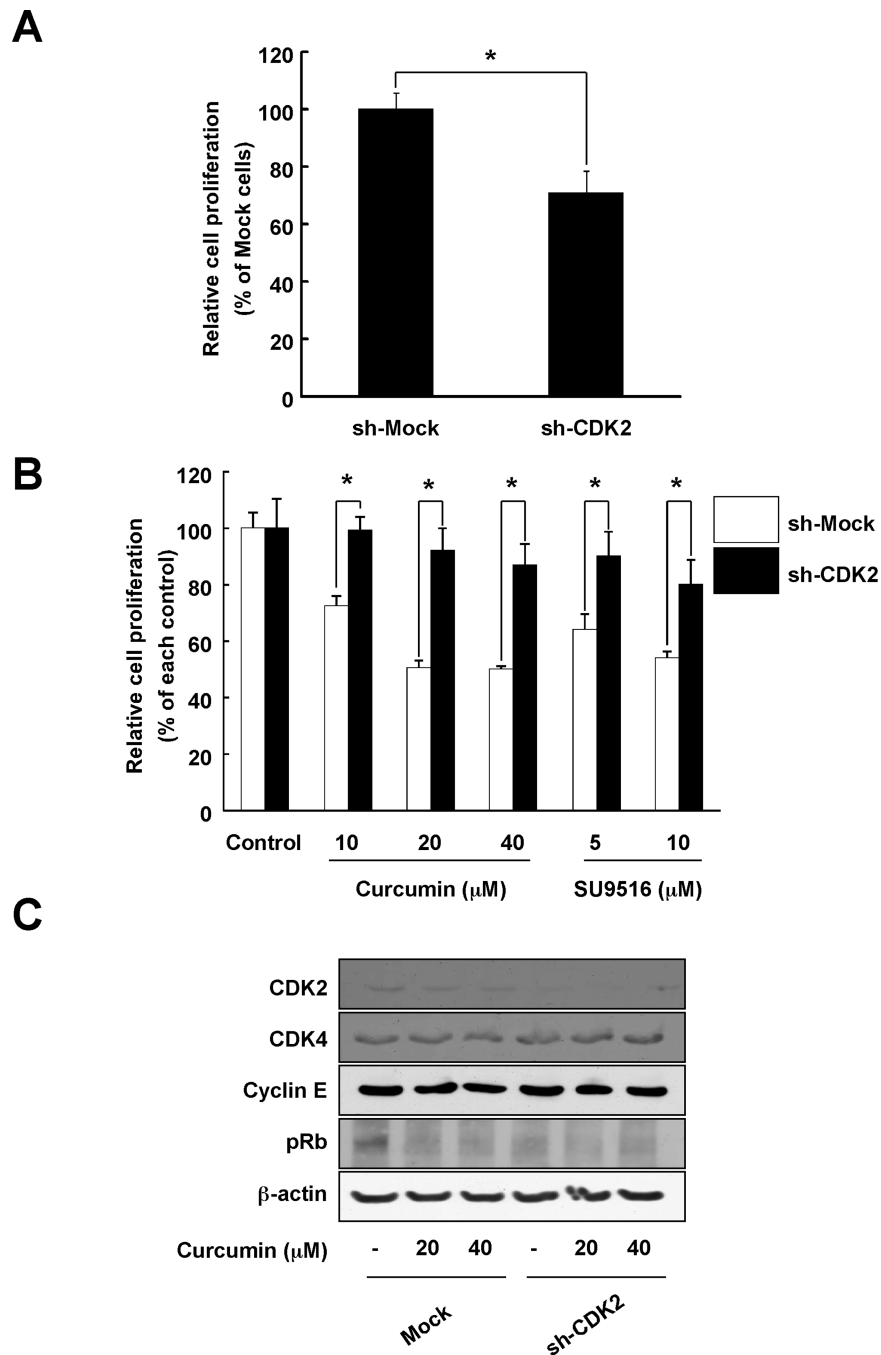 A
120
100
80
60
40
20
0
Relative cell proliferation
(% of Mock cells)
*
sh-Mock sh-CDK2
B
120
100
80
60
40
20
0
Relative cell proliferation
(% of each control)
* * * * *
sh-Mock
sh-CDK2
Control 10 20 40 5 10
Curcumin (μM) SU9516 (μM)
C
CDK2
CDK4
Cyclin E
pRb
β-actin
Curcumin (μM) - 20 40 - 20 40
Mock sh-CDK2